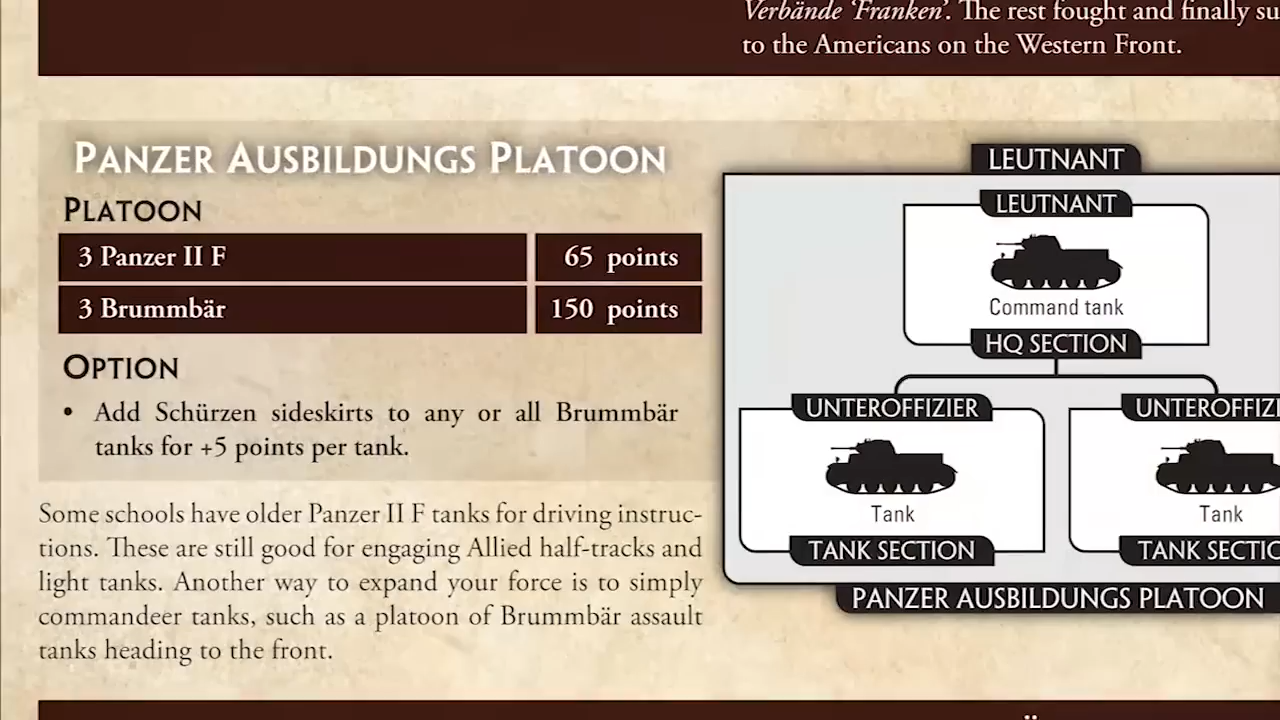 Verbände 'Franken'. The rest fought and finally su
to the Americans on the Western Front.
PANZER AUSBILDUNGS PLATOON
PLATOON
3 Panzer II F 65 points
3 Brummbär 150 points
OPTION
• Add Schürzen sideskirts to any or all Brummbär
tanks for +5 points per tank.
Some schools have older Panzer II F tanks for driving instruc-
tions. These are still good for engaging Allied half-tracks and
light tanks. Another way to expand your force is to simply
commandeer tanks, such as a platoon of Brummbär assault
tanks heading to the front.
LEUTNANT
LEUTNANT
Command tank
HQ SECTION
UNTEROFFIZIER
Tank
TANK SECTION
UNTEROFFIZI
Tank
TANK SECTIO
PANZER AUSBILDUNGS PLATOON